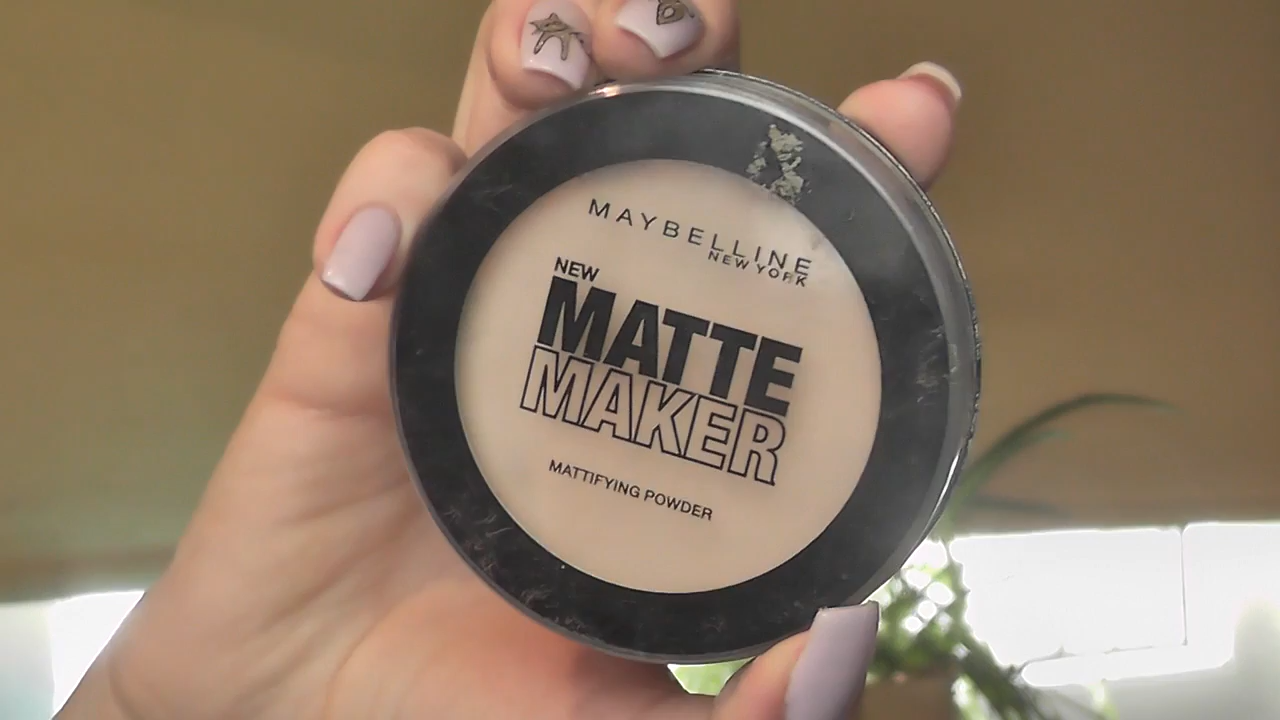 MAYBELLINE
NEW YORK
NEW
MATTE
MAKER
MATTIFYING POWDER